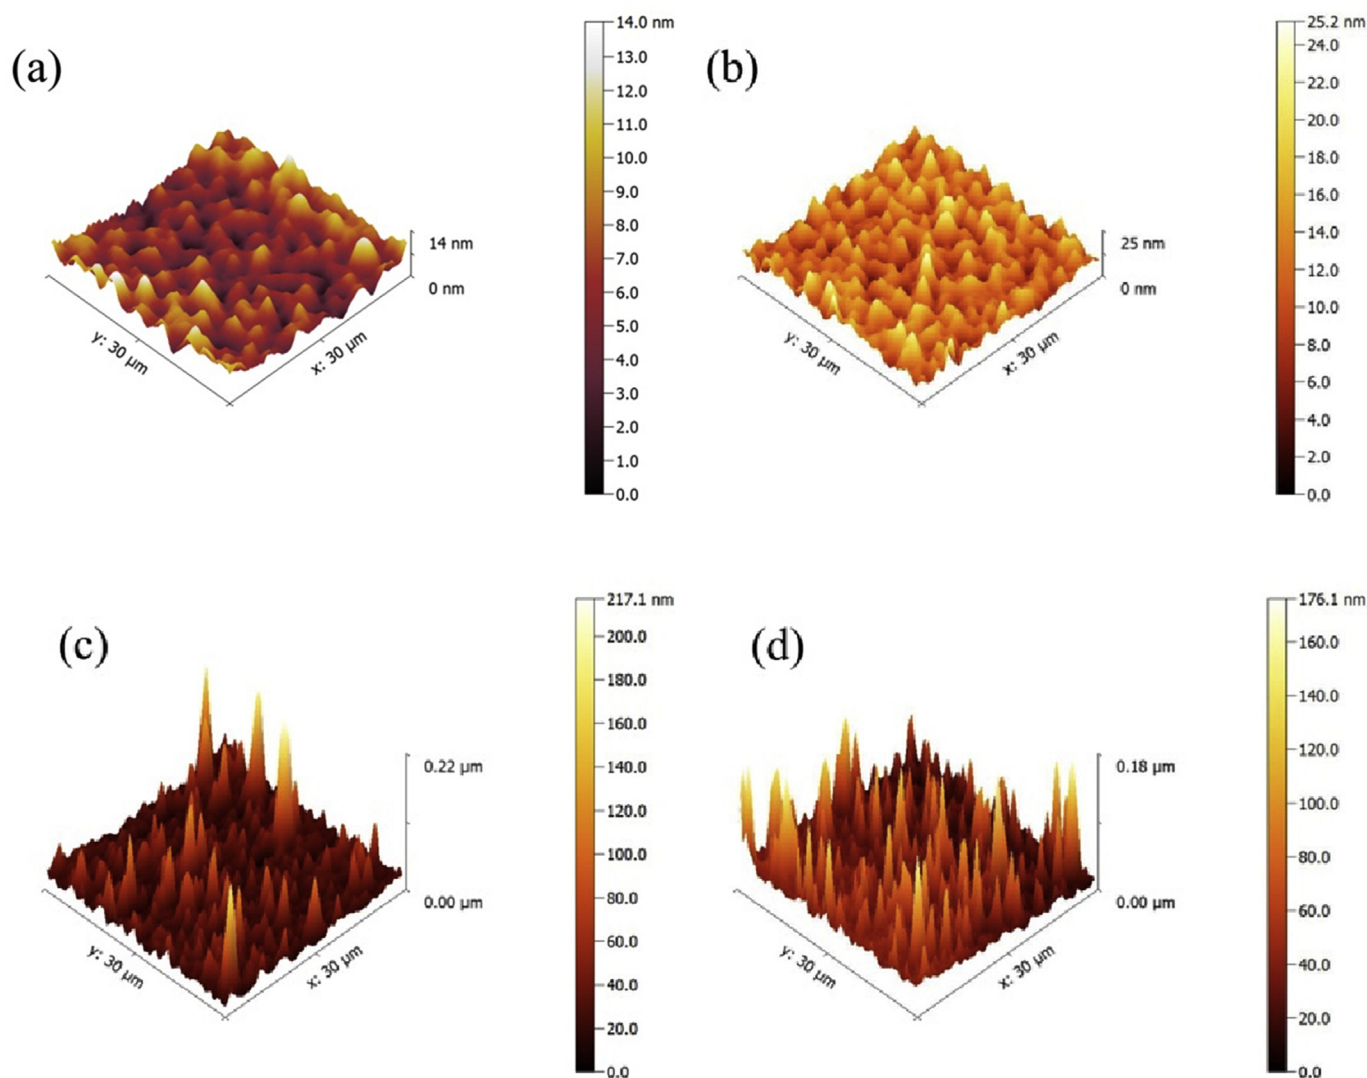 (a)
14.0 nm
13.0
12.0
11.0
10.0
9.0
8.0
7.0
6.0
5.0
4.0
3.0
2.0
1.0
0.0
14 nm
0 nm
y: 30 µm
x: 30 µm
(b)
25.2 nm
24.0
22.0
20.0
18.0
16.0
14.0
12.0
10.0
8.0
6.0
4.0
2.0
0.0
25 nm
0 nm
y: 30 µm
x: 30 µm
(c)
217.1 nm
200.0
180.0
160.0
140.0
120.0
100.0
80.0
60.0
40.0
20.0
0.0
0.22 µm
0.00 µm
y: 30 µm
x: 30 µm
(d)
176.1 nm
160.0
140.0
120.0
100.0
80.0
60.0
40.0
20.0
0.0
0.18 µm
0.00 µm
y: 30 µm
x: 30 µm